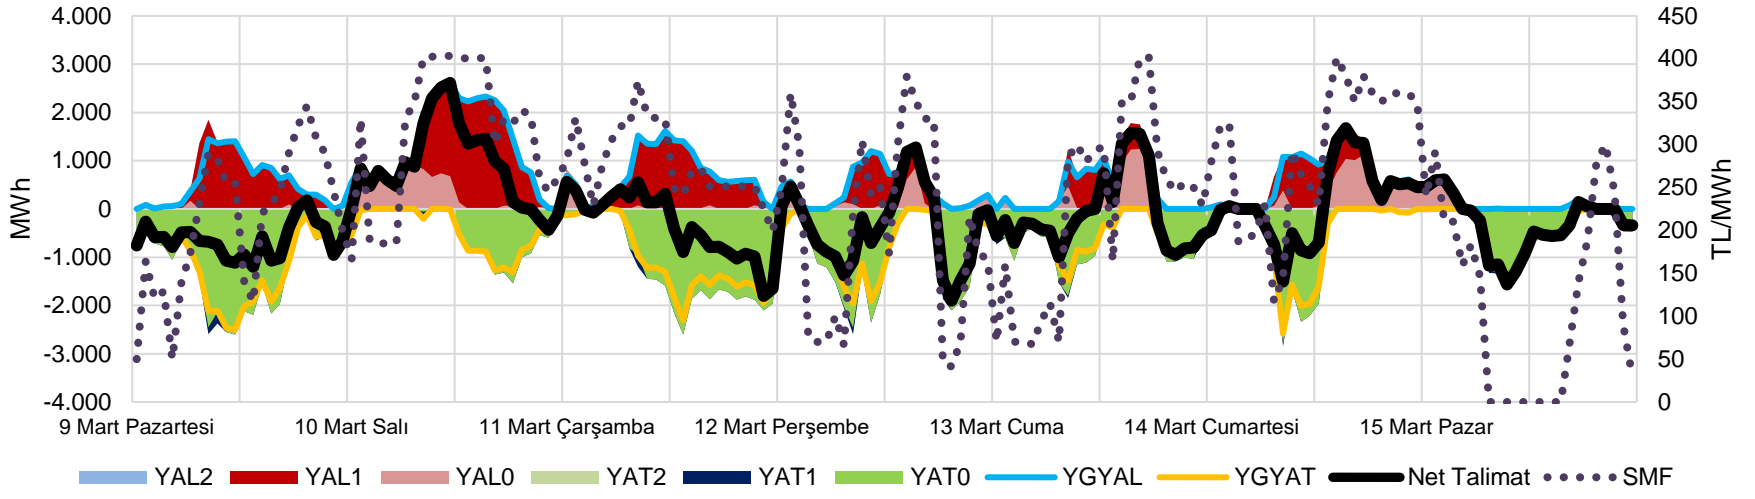 4.000 450
3.000 400
2.000 350
1.000 300
0 250
-1.000 200
-2.000 150
-3.000 100
-4.000 50
0
MWh
TL/MWh
9 Mart Pazartesi 10 Mart Salı 11 Mart Çarşamba 12 Mart Perşembe 13 Mart Cuma 14 Mart Cumartesi 15 Mart Pazar
YAL2 YAL1 YAL0 YAT2 YAT1 YAT0 YGYAL YGYAT Net Talimat SMF